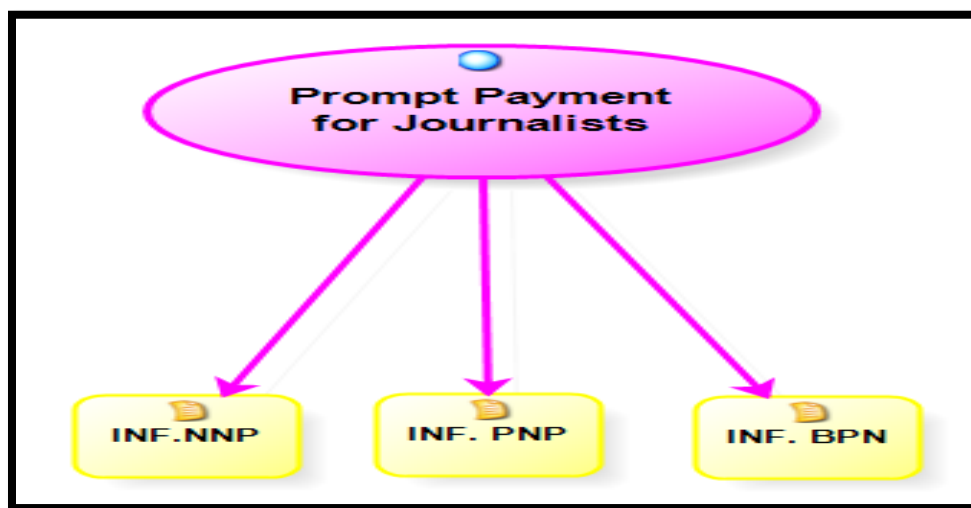 Prompt Payment
for Journalists
INF.NNP
INF. PNP
INF. BPN